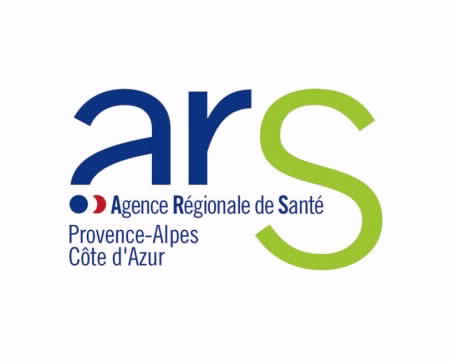 ars
Agence Régionale de Santé
Provence-Alpes
Côte d'Azur